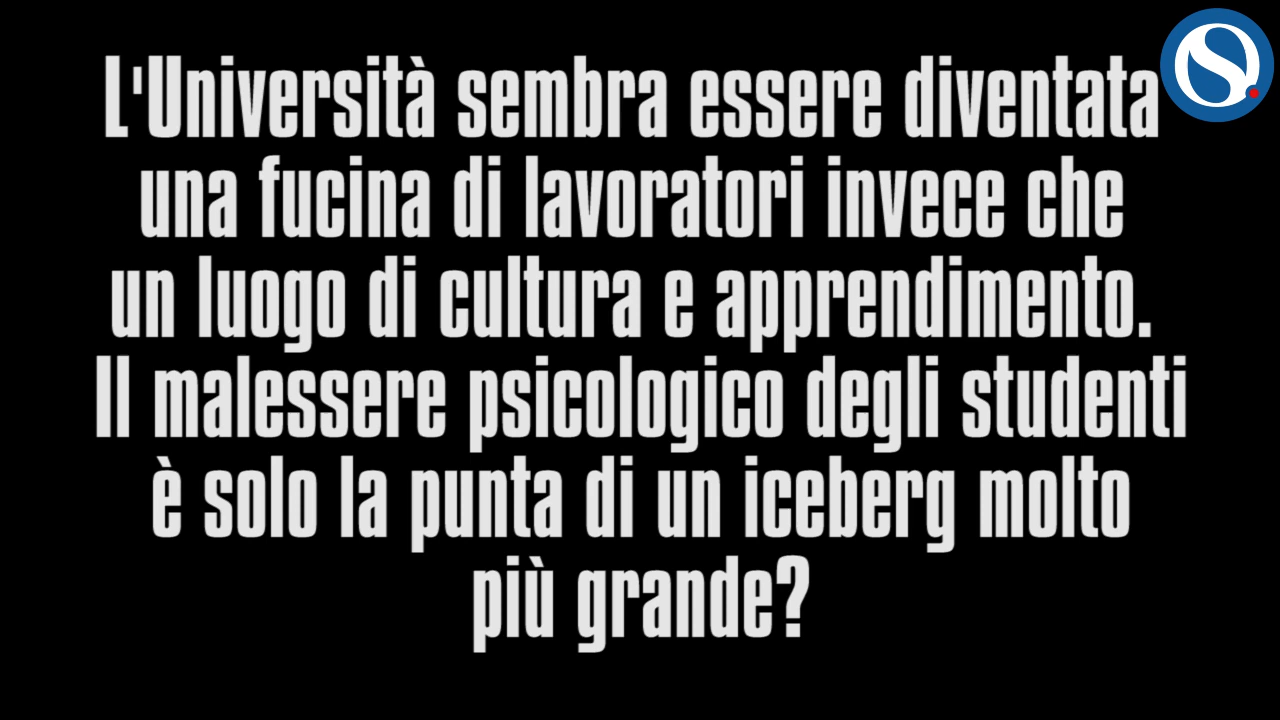 L'Università sembra essere diventata
una fucina di lavoratori invece che
un luogo di cultura e apprendimento.
Il malessere psicologico degli studenti
è solo la punta di un iceberg molto
più grande?